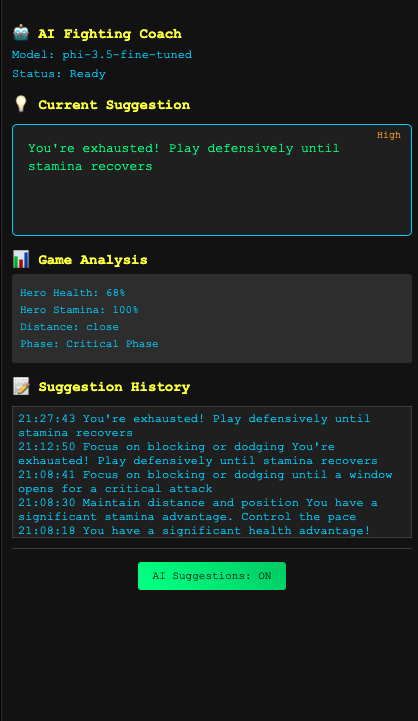 AI Fighting Coach
Model: phi-3.5-fine-tuned
Status: Ready
Current Suggestion
High
You're exhausted! Play defensively until
stamina recovers
Game Analysis
Hero Health: 68%
Hero Stamina: 100%
Distance: close
Phase: Critical Phase
Suggestion History
21:27:43 You're exhausted! Play defensively until
stamina recovers
21:12:50 Focus on blocking or dodging You're
exhausted! Play defensively until stamina recovers
21:08:41 Focus on blocking or dodging until a window
opens for a critical attack
21:08:30 Maintain distance and position You have a
significant stamina advantage. Control the pace
21:08:18 You have a significant health advantage!
AI Suggestions: ON